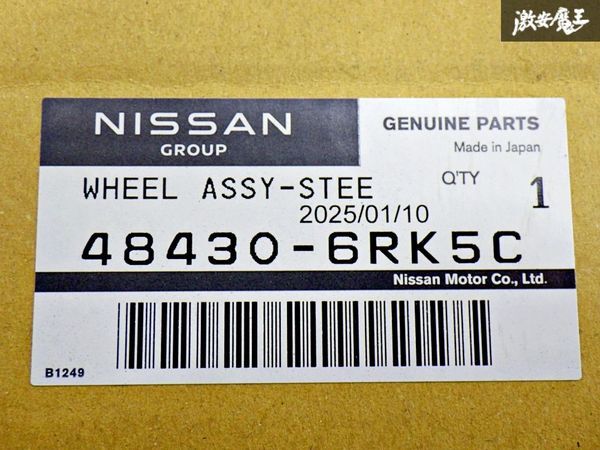 激安魔王
NISSAN
GROUP
GENUINE PARTS
Made in Japan
WHEEL ASSY-STEE
Q'TY
1
2025/01/10
48430-6RK5C
Nissan Motor Co., Ltd.
B1249